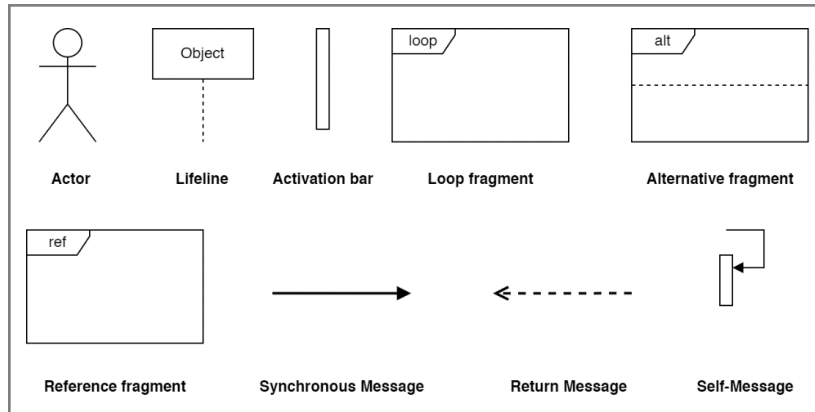 Object
loop
alt
Actor
Lifeline
Activation bar
Loop fragment
Alternative fragment
ref
Reference fragment
Synchronous Message
Return Message
Self-Message